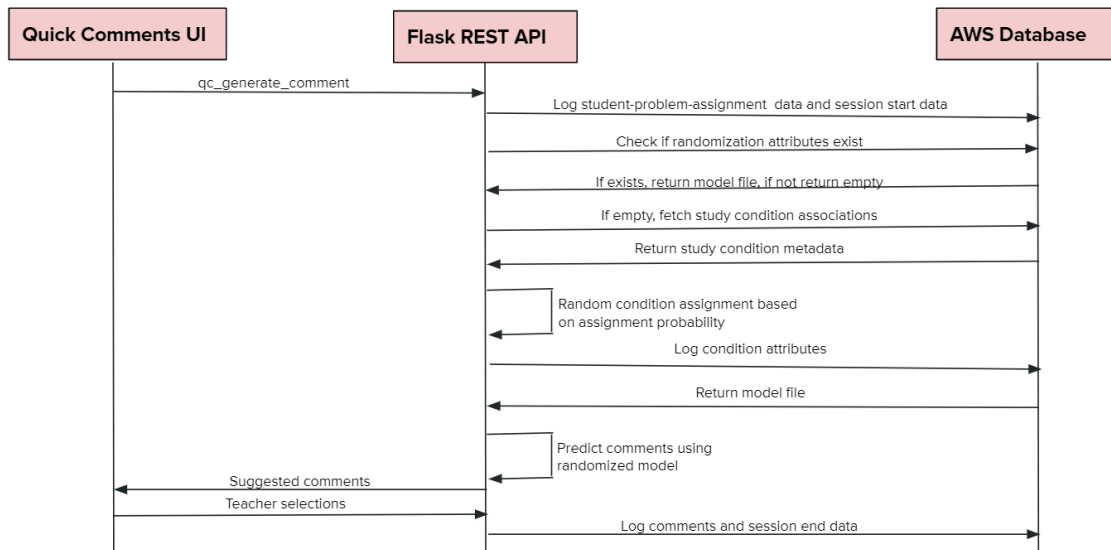 Quick Comments UI
Flask REST API
AWS Database
qc_generate_comment
Log student-problem-assignment data and session start data
Check if randomization attributes exist
If exists, return model file, if not return empty
If empty, fetch study condition associations
Return study condition metadata
Random condition assignment based
on assignment probability
Log condition attributes
Return model file
Predict comments using
randomized model
Suggested comments
Teacher selections
Log comments and session end data